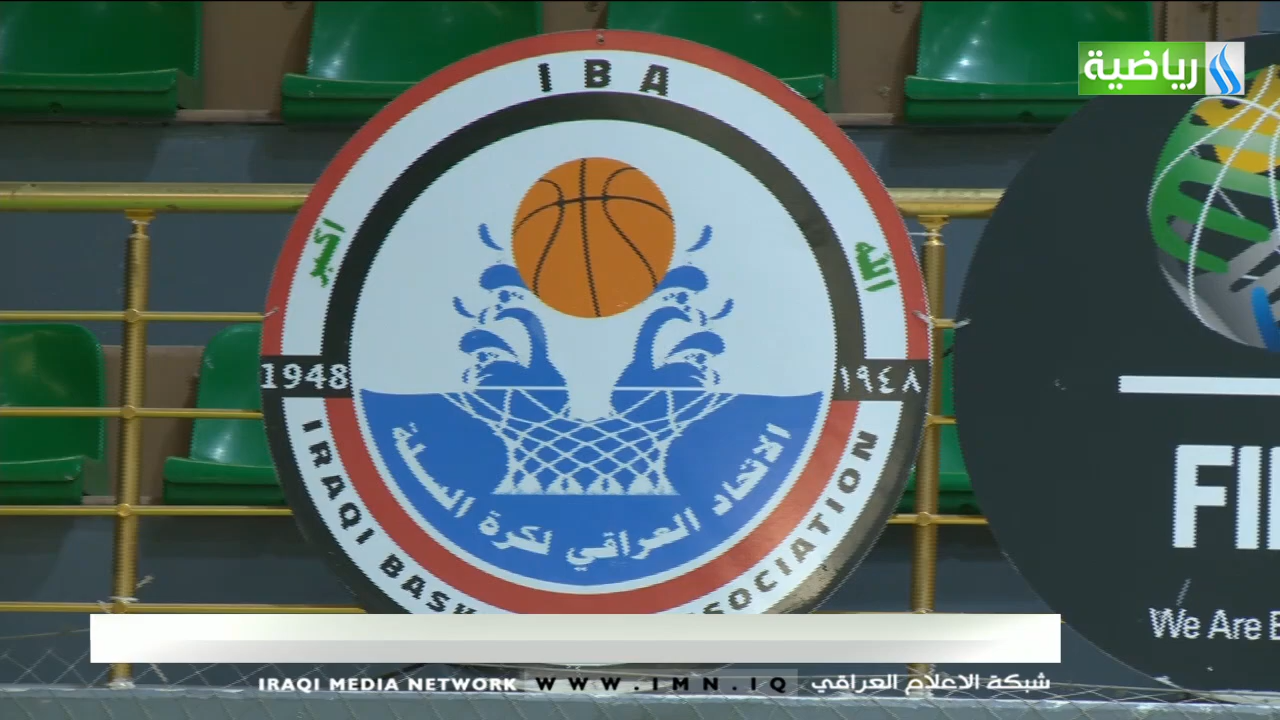 رياضية
IBA
الله
اكبر
1948
١٩٤٨
الاتحاد العراقي لكرة السلة
IRAQI BASK SOCIATION
FI
We Are B
IRAQI MEDIA NETWORK WWW.IMN.IQ شبكة الاعلام العراقي